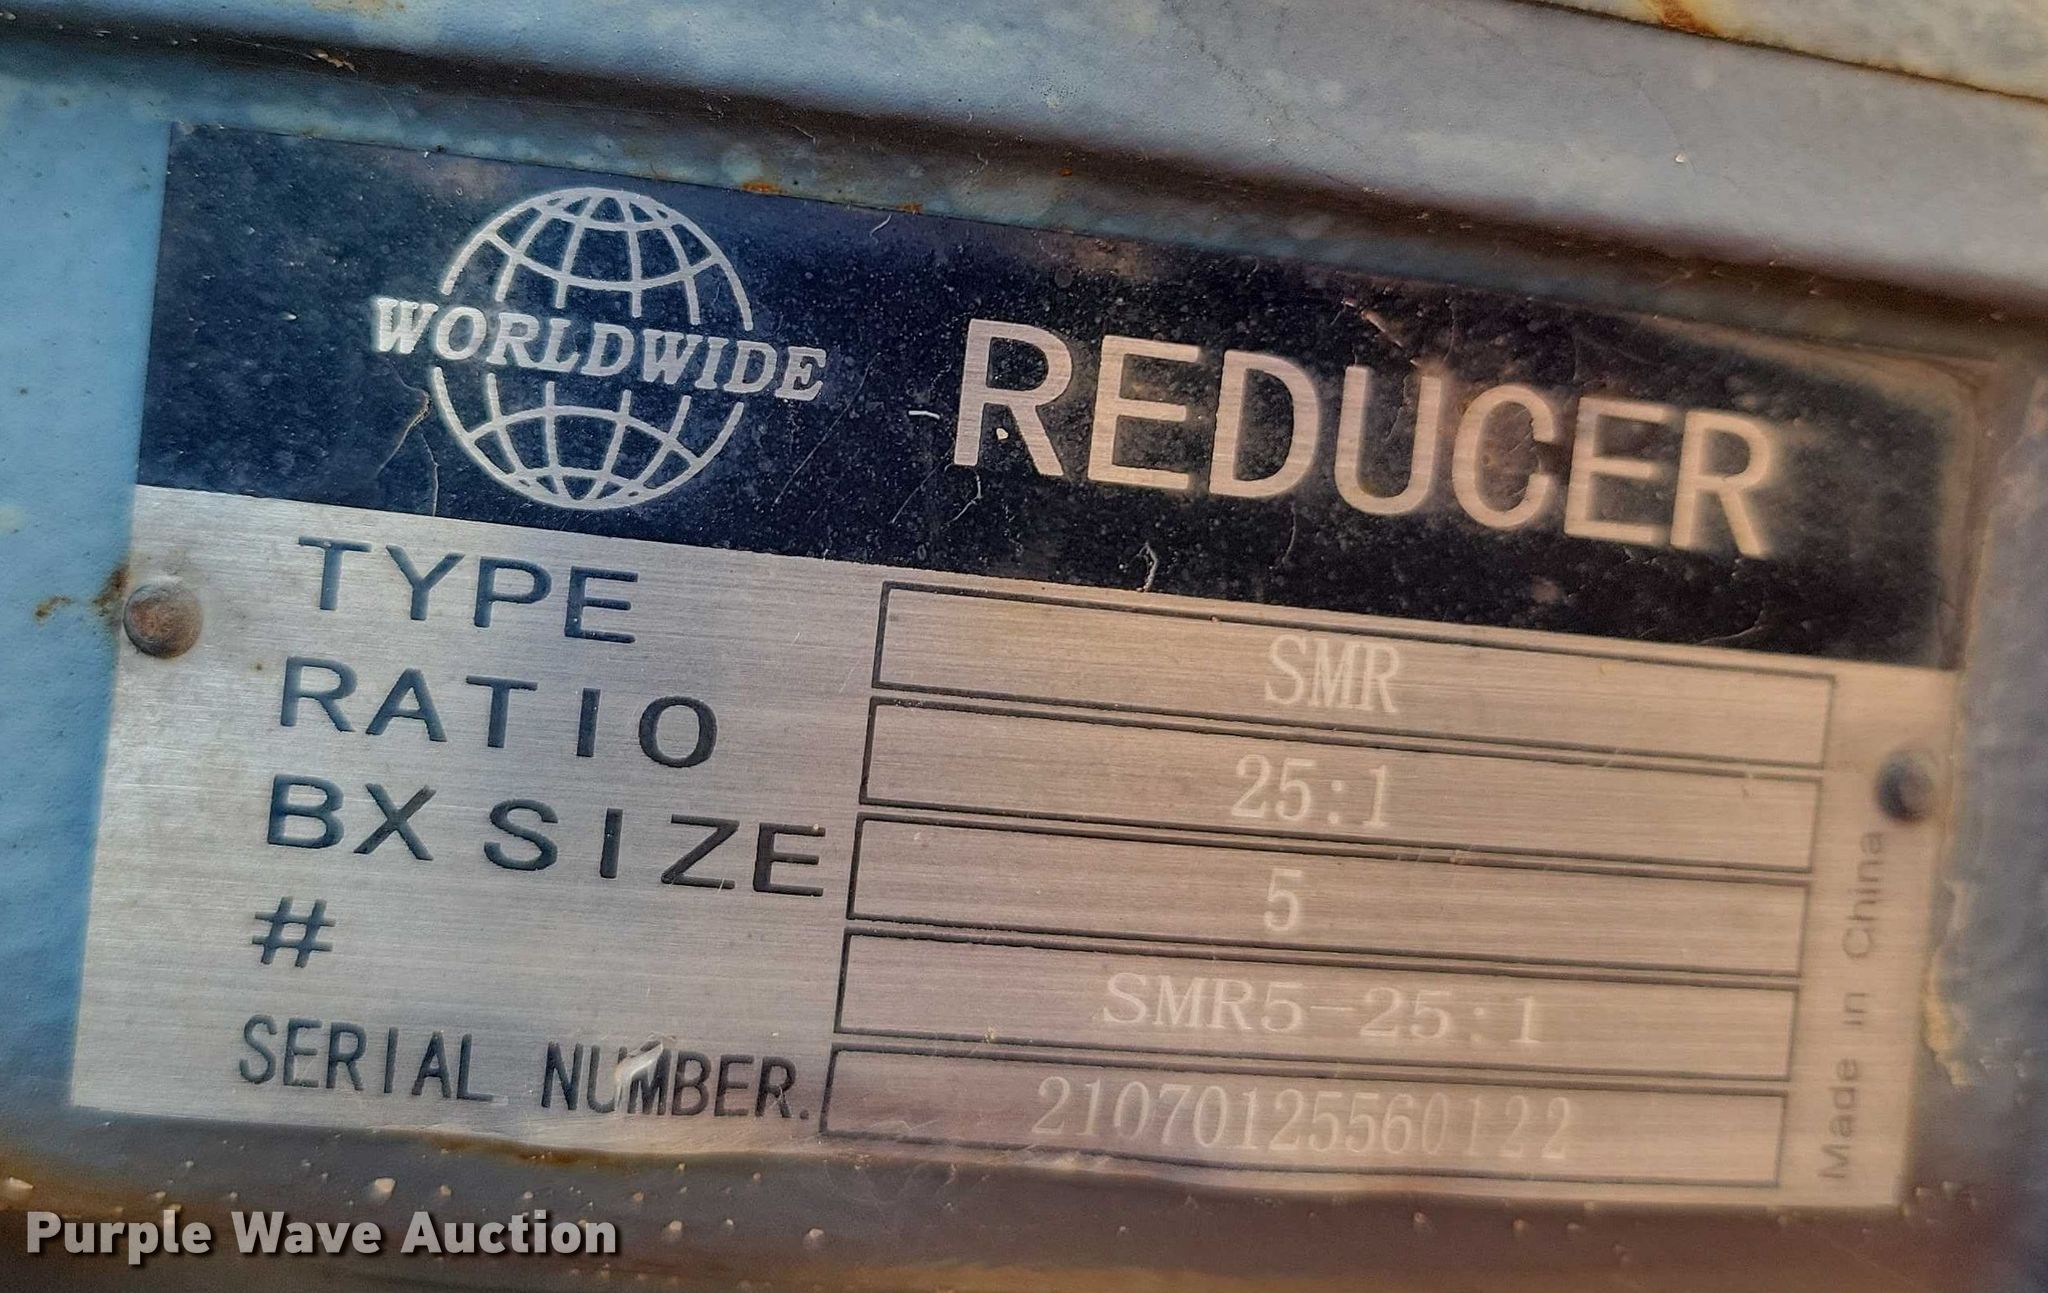 WORLDWIDE REDUCER
TYPE SMR
RATIO 25:1
BX SIZE 5
# SMR5-25:1
SERIAL NUMBER. 21070125560122
Made in China
Purple Wave Auction